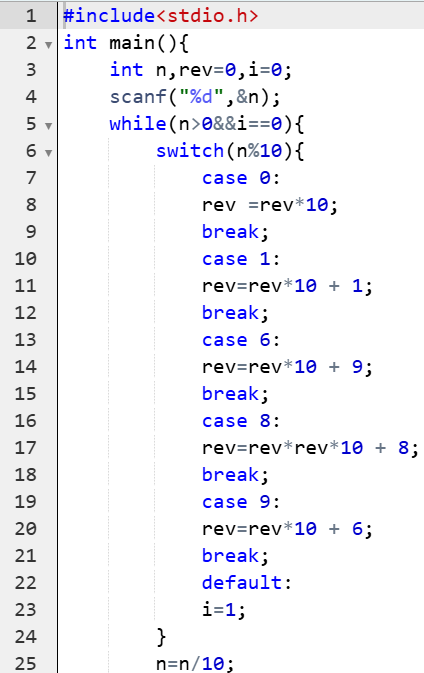 1 #include<stdio.h>
2 int main(){
3 int n,rev=0,i=0;
4 scanf("%d",&n);
5 while(n>0&&i==0){
6 switch(n%10){
7 case 0:
8 rev =rev*10;
9 break;
10 case 1:
11 rev=rev*10 + 1;
12 break;
13 case 6:
14 rev=rev*10 + 9;
15 break;
16 case 8:
17 rev=rev*rev*10 + 8;
18 break;
19 case 9:
20 rev=rev*10 + 6;
21 break;
22 default:
23 i=1;
24 }
25 n=n/10;